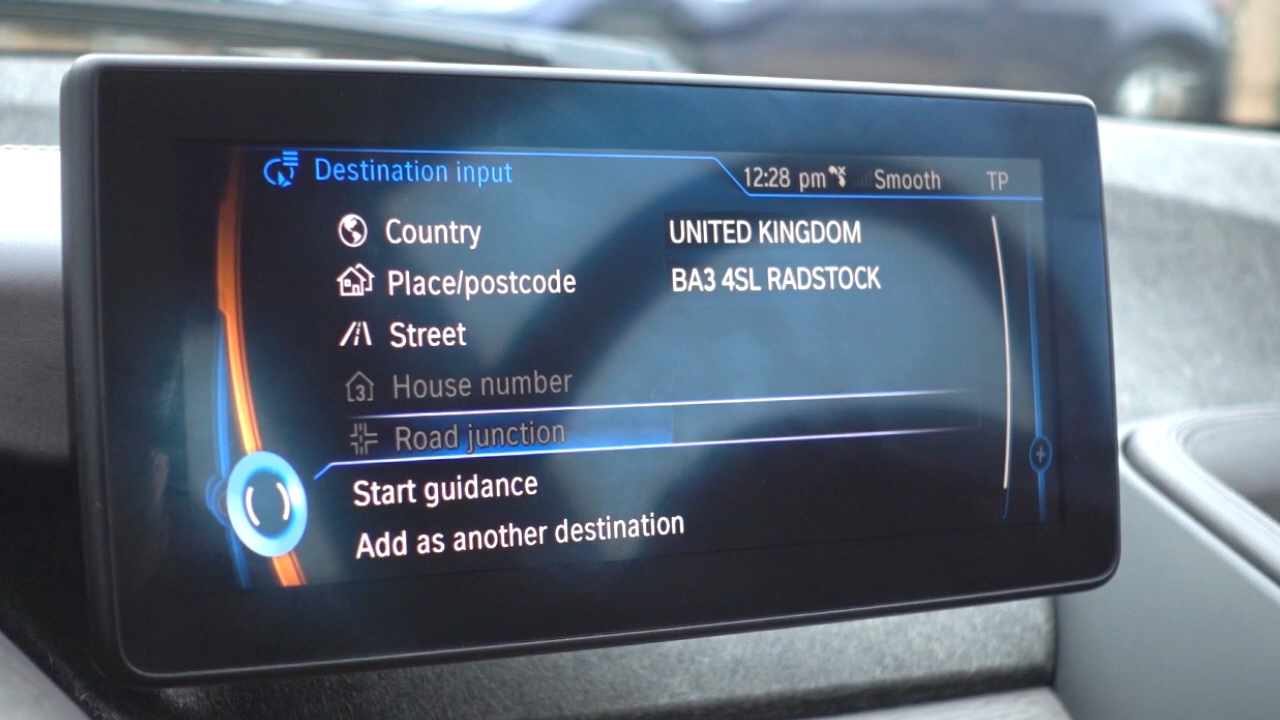 Destination input 12:28 pm Smooth TP
Country UNITED KINGDOM
Place/postcode BA3 4SL RADSTOCK
Street
3 House number
Road junction
Start guidance
Add as another destination